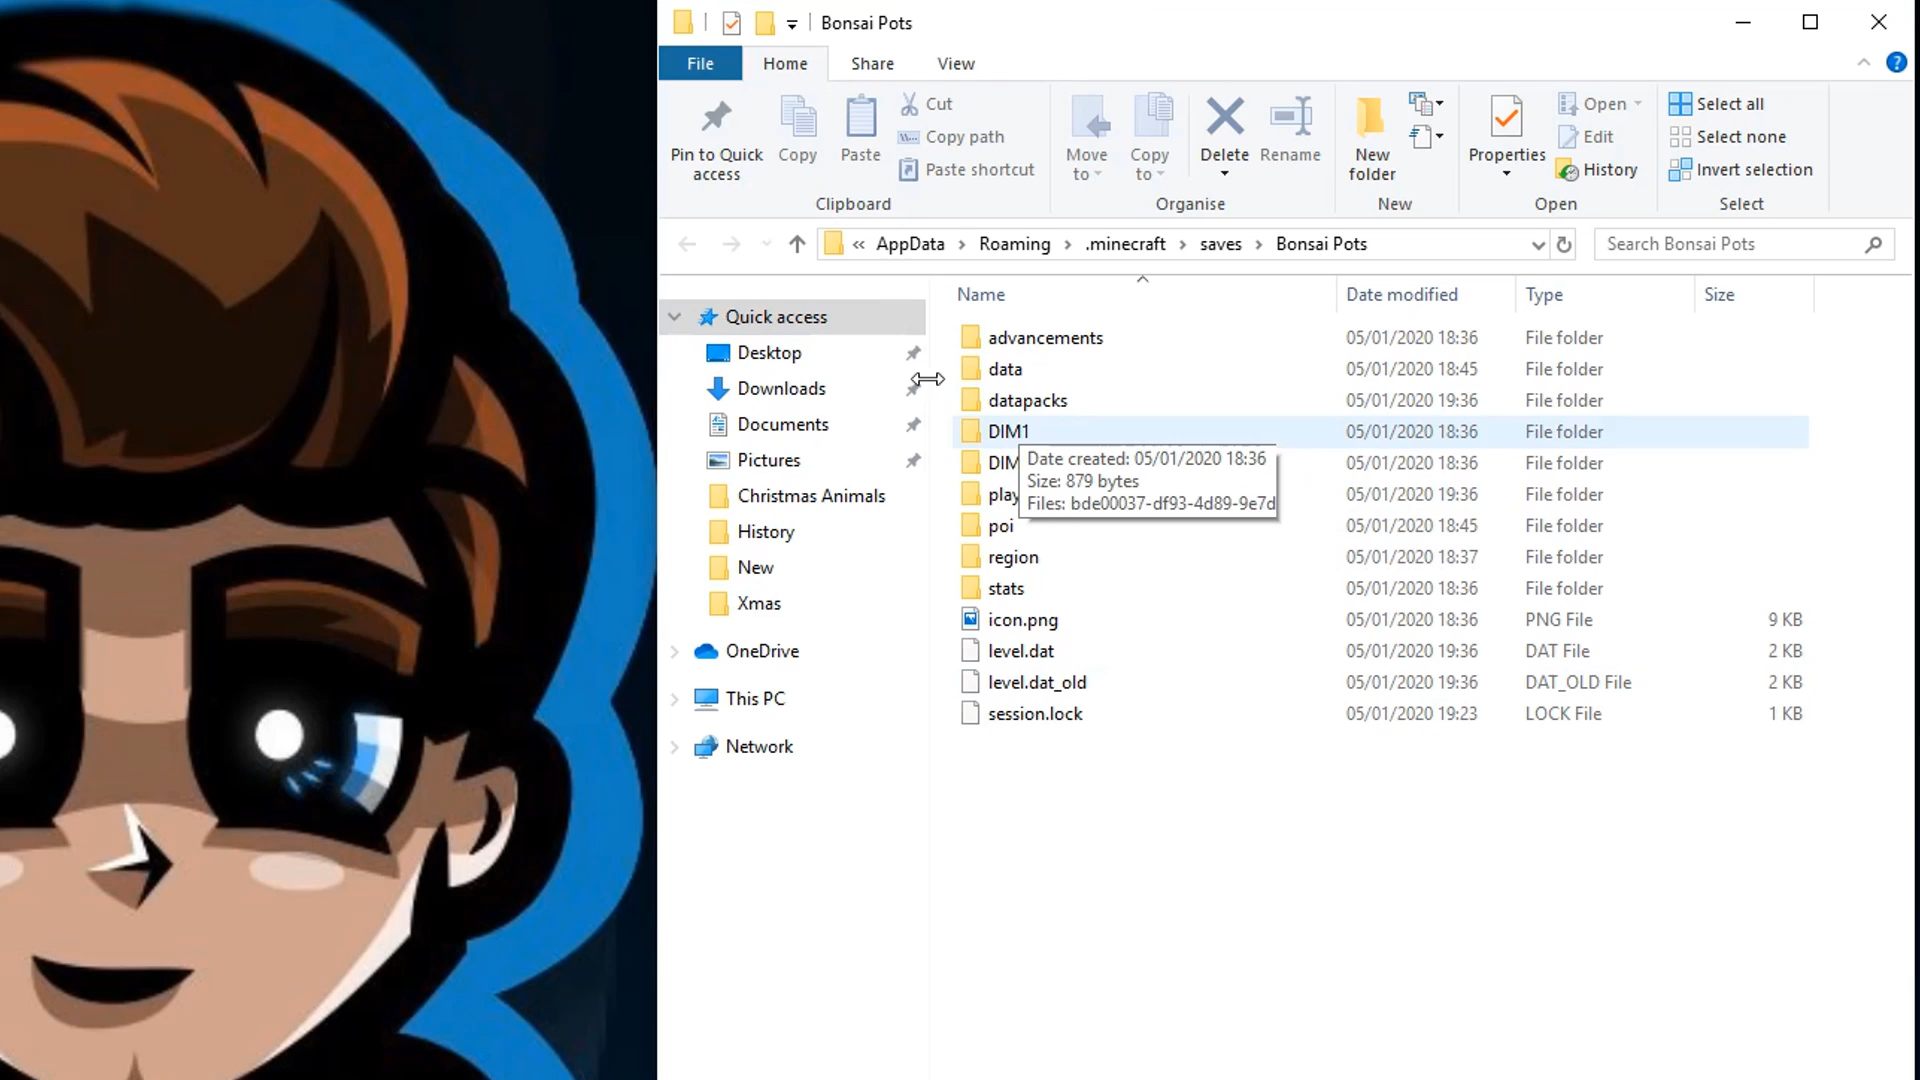 Bonsai Pots
File Home Share View
Pin to Quick access
Copy
Paste
Cut
Copy path
Paste shortcut
Move to
Copy to
Delete
Rename
New folder
Properties
Open
Edit
History
Select all
Select none
Invert selection
Clipboard Organise New Open Select
« AppData > Roaming > .minecraft > saves > Bonsai Pots
Search Bonsai Pots
Quick access
Desktop
Downloads
Documents
Pictures
Christmas Animals
History
New
Xmas
OneDrive
This PC
Network
Name Date modified Type Size
advancements 05/01/2020 18:36 File folder
data 05/01/2020 18:45 File folder
datapacks 05/01/2020 19:36 File folder
DIM1 05/01/2020 18:36 File folder
DIM 05/01/2020 18:36 File folder
play 05/01/2020 19:36 File folder
poi 05/01/2020 18:45 File folder
region 05/01/2020 18:37 File folder
stats 05/01/2020 18:36 File folder
icon.png 05/01/2020 18:36 PNG File 9 KB
level.dat 05/01/2020 19:36 DAT File 2 KB
level.dat_old 05/01/2020 19:36 DAT_OLD File 2 KB
session.lock 05/01/2020 19:23 LOCK File 1 KB
Date created: 05/01/2020 18:36
Size: 879 bytes
Files: bde00037-df93-4d89-9e7d